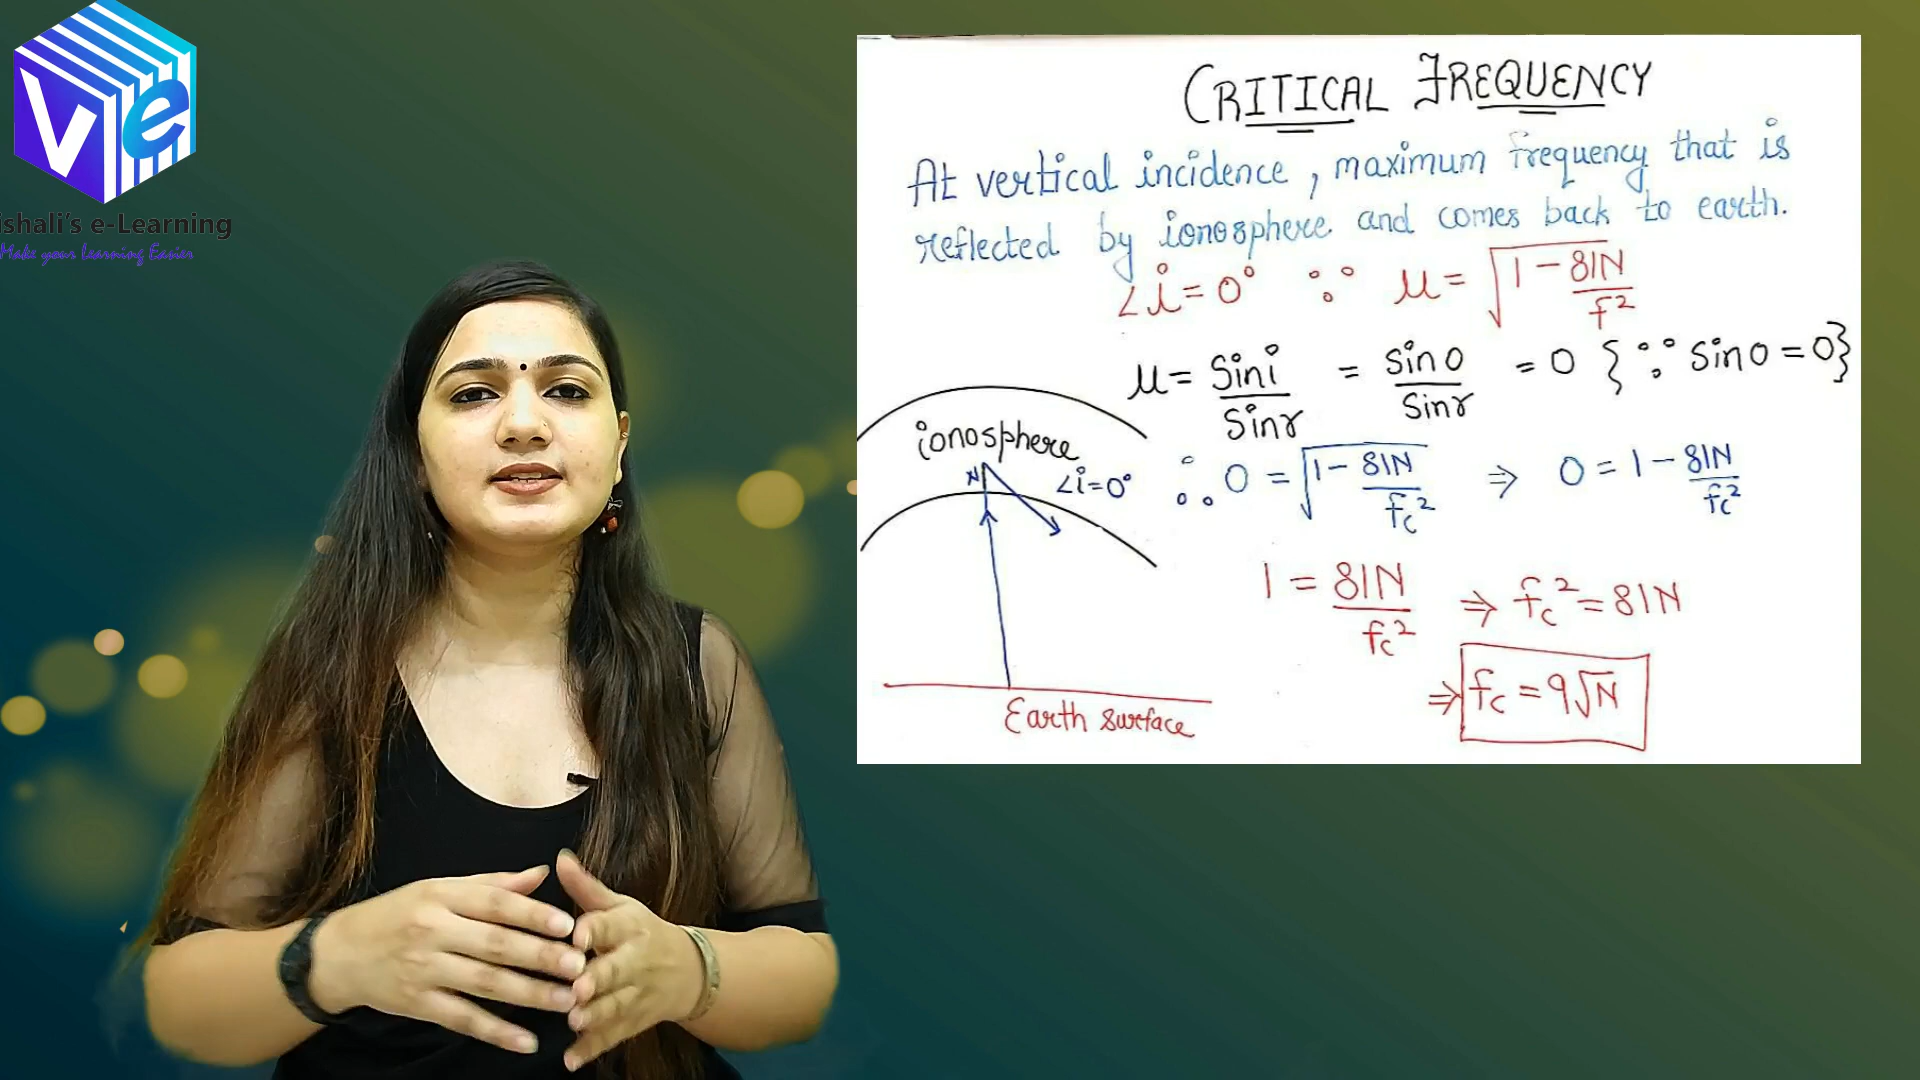 V e
ishali's e-Learning
Make your Learning Easier
CRITICAL FREQUENCY
At vertical incidence, maximum frequency that is
reflected by ionosphere and comes back to earth.
∠i = 0° ∵ μ = √(1 - 81N/f²)
μ = Sin i / Sin r = Sin 0 / Sin r = 0 {∵ Sin 0 = 0}
ionosphere
N ∠i=0° ∴ 0 = √(1 - 81N/fc²) ⇒ 0 = 1 - 81N/fc²
1 = 81N/fc² ⇒ fc² = 81N
⇒ fc = 9√N
Earth surface